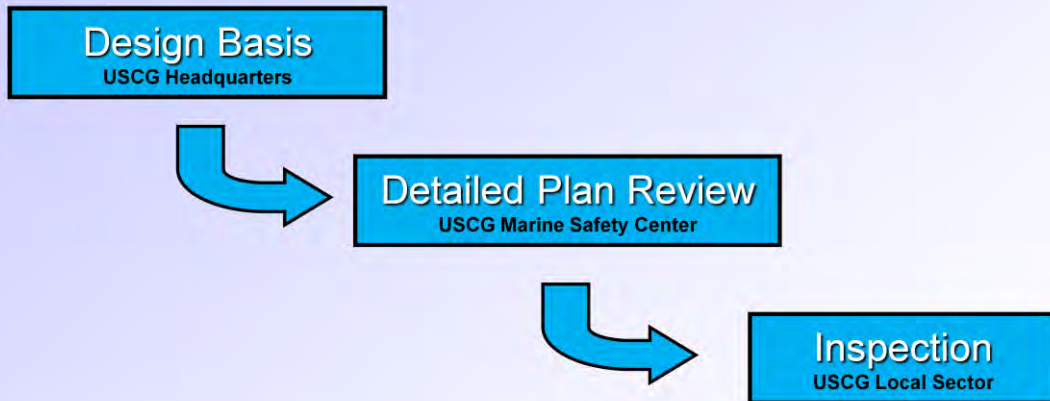 Design Basis
USCG Headquarters
Detailed Plan Review
USCG Marine Safety Center
Inspection
USCG Local Sector